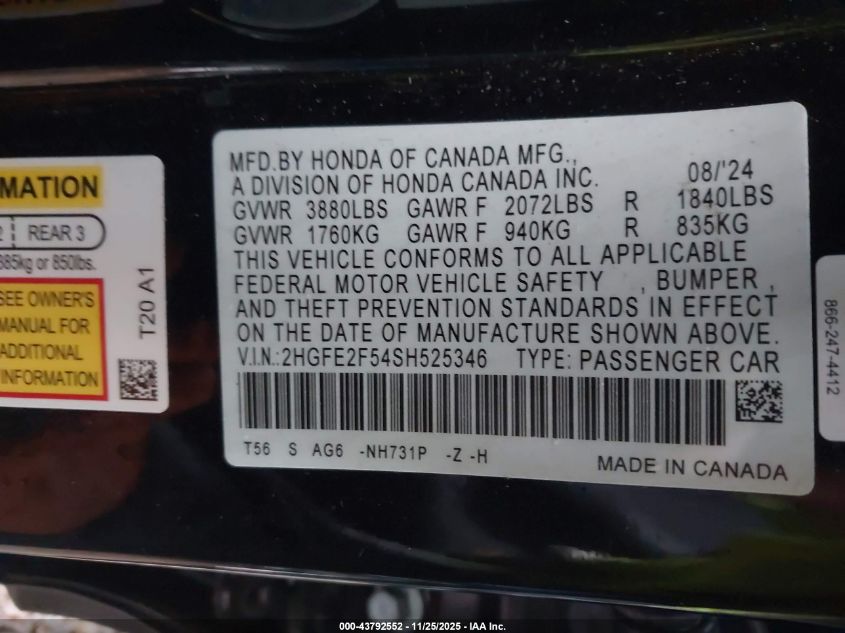 MATION
2 REAR 3
385kg or 850lbs.
SEE OWNER'S
MANUAL FOR
ADDITIONAL
INFORMATION
T20 A1
MFD.BY HONDA OF CANADA MFG.,
A DIVISION OF HONDA CANADA INC. 08/'24
GVWR 3880LBS GAWR F 2072LBS R 1840LBS
GVWR 1760KG GAWR F 940KG R 835KG
THIS VEHICLE CONFORMS TO ALL APPLICABLE
FEDERAL MOTOR VEHICLE SAFETY , BUMPER ,
AND THEFT PREVENTION STANDARDS IN EFFECT
ON THE DATE OF MANUFACTURE SHOWN ABOVE.
V.I.N.:2HGFE2F54SH525346 TYPE: PASSENGER CAR
T56 S AG6 -NH731P -Z -H
MADE IN CANADA
866-247-4412
000-43792552 - 11/25/2025 - IAA Inc.